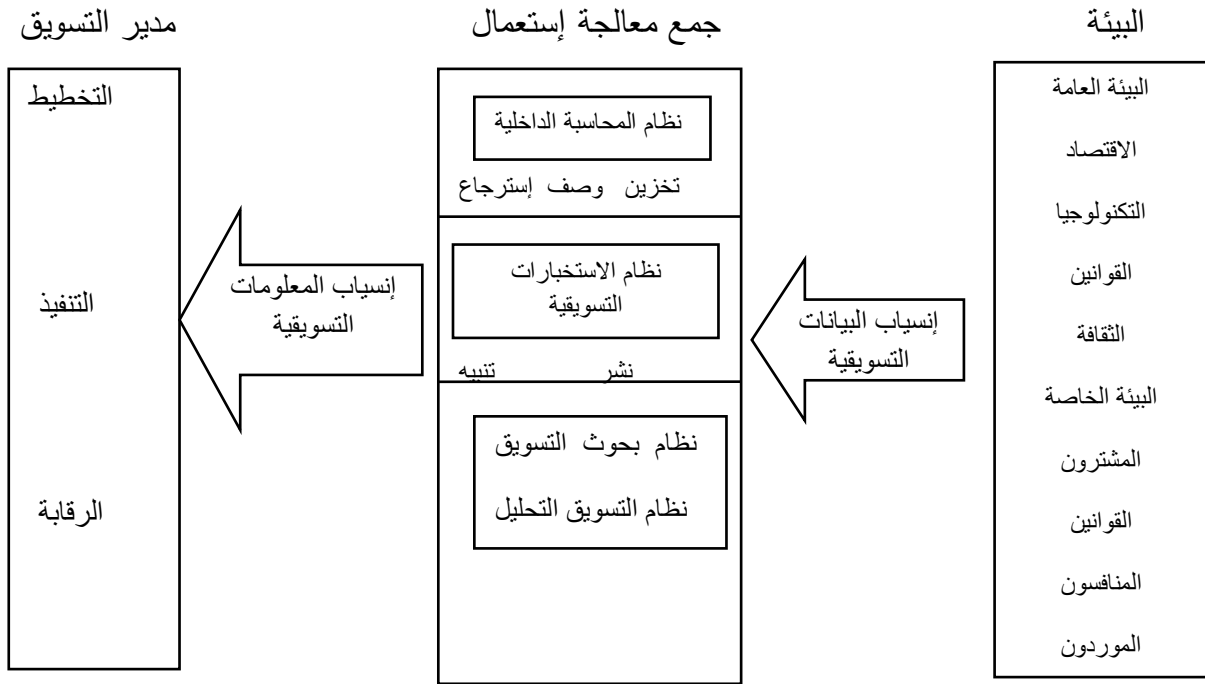 البيئة
البيئة العامة
الاقتصاد
التكنولوجيا
القوانين
الثقافة
البيئة الخاصة
المشترون
القوانين
المنافسون
الموردون
إنسياب البيانات
التسويقية
جمع معالجة إستعمال
نظام المحاسبة الداخلية
تخزين وصف إسترجاع
نظام الاستخبارات
التسويقية
نشر تنبيه
نظام بحوث التسويق
نظام التسويق التحليل
إنسياب المعلومات
التسويقية
مدير التسويق
التخطيط
التنفيذ
الرقابة